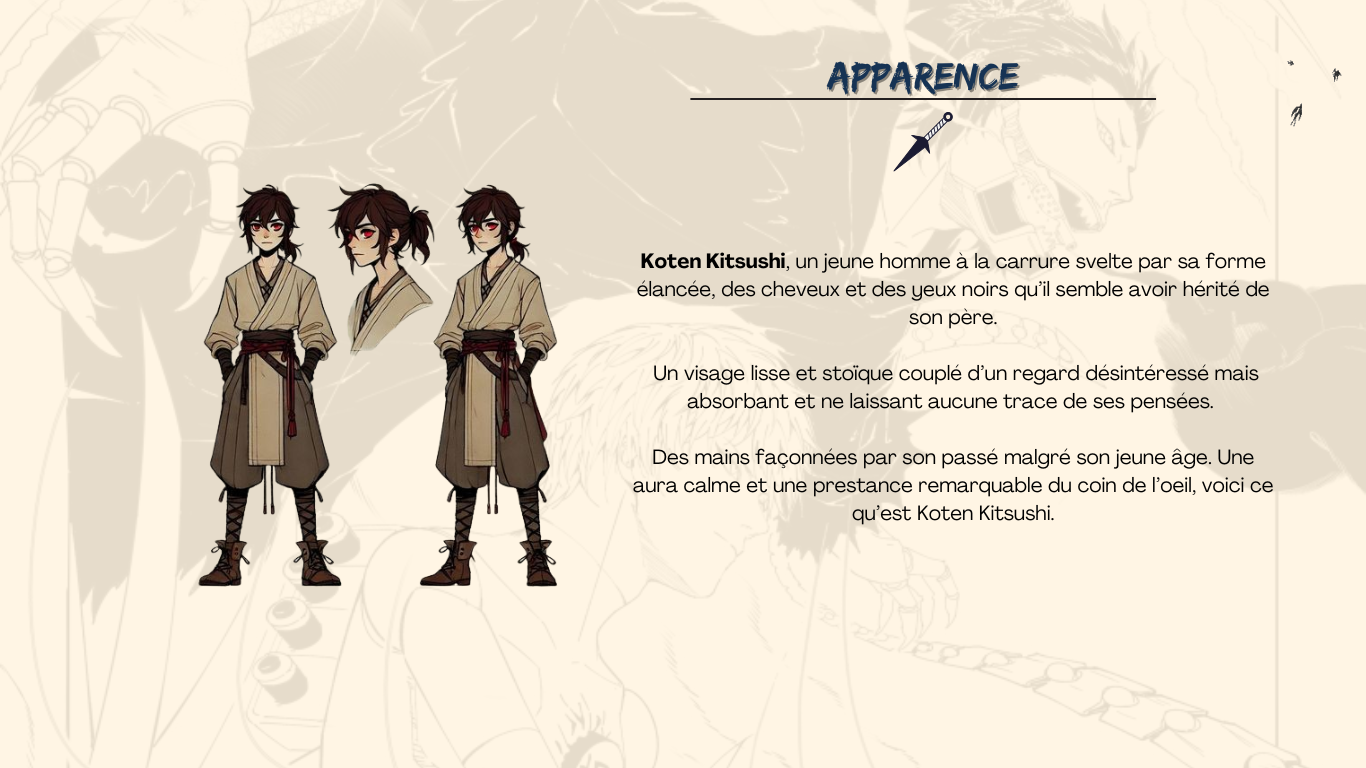 APPARENCE
Koten Kitsushi, un jeune homme à la carrure svelte par sa forme
élancée, des cheveux et des yeux noirs qu'il semble avoir hérité de
son père.
Un visage lisse et stoïque couplé d'un regard désintéressé mais
absorbant et ne laissant aucune trace de ses pensées.
Des mains façonnées par son passé malgré son jeune âge. Une
aura calme et une prestance remarquable du coin de l'oeil, voici ce
qu'est Koten Kitsushi.